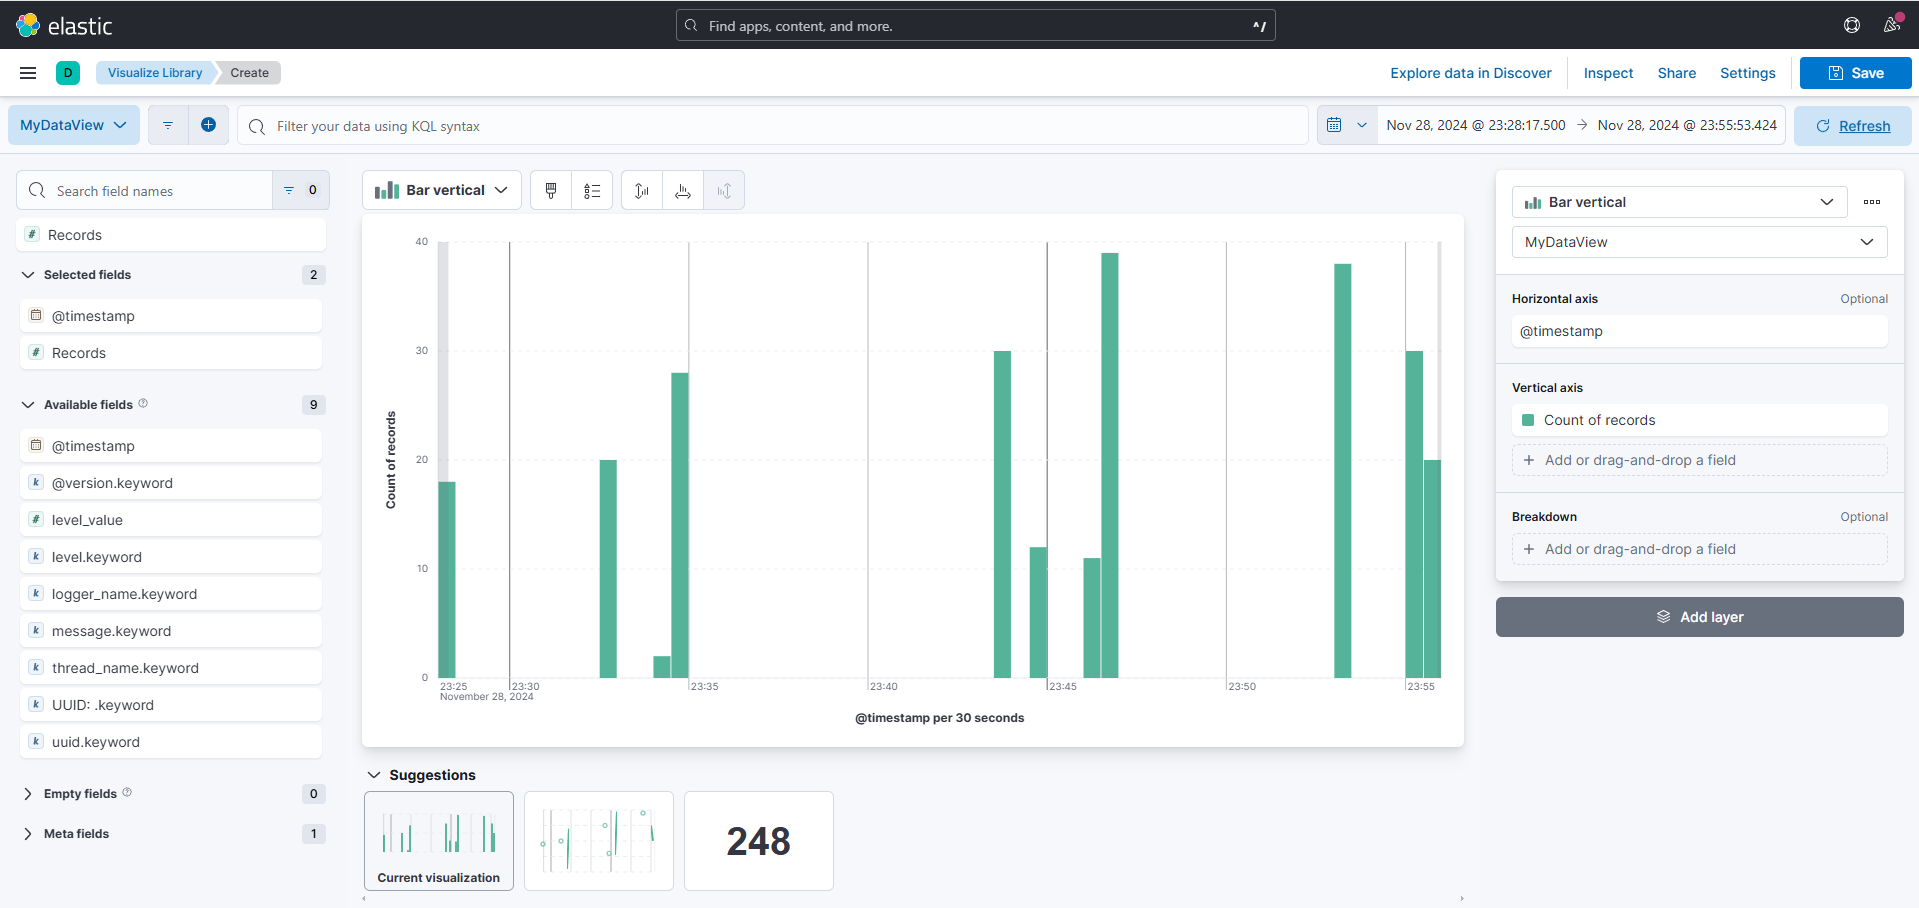 elastic
Find apps, content, and more.
^/
D
Visualize Library
Create
Explore data in Discover
Inspect
Share
Settings
Save
MyDataView
Filter your data using KQL syntax
Nov 28, 2024 @ 23:28:17.500 → Nov 28, 2024 @ 23:55:53.424
Refresh
Search field names
0
# Records
Selected fields
2
@timestamp
# Records
Available fields
9
@timestamp
k @version.keyword
# level_value
k level.keyword
k logger_name.keyword
k message.keyword
k thread_name.keyword
k UUID: .keyword
k uuid.keyword
Empty fields
0
Meta fields
1
Bar vertical
40
30
20
10
0
Count of records
23:25
November 28, 2024
23:30
23:35
23:40
23:45
23:50
23:55
@timestamp per 30 seconds
Suggestions
Current visualization
248
Bar vertical
MyDataView
Horizontal axis
Optional
@timestamp
Vertical axis
Count of records
+ Add or drag-and-drop a field
Breakdown
Optional
+ Add or drag-and-drop a field
Add layer